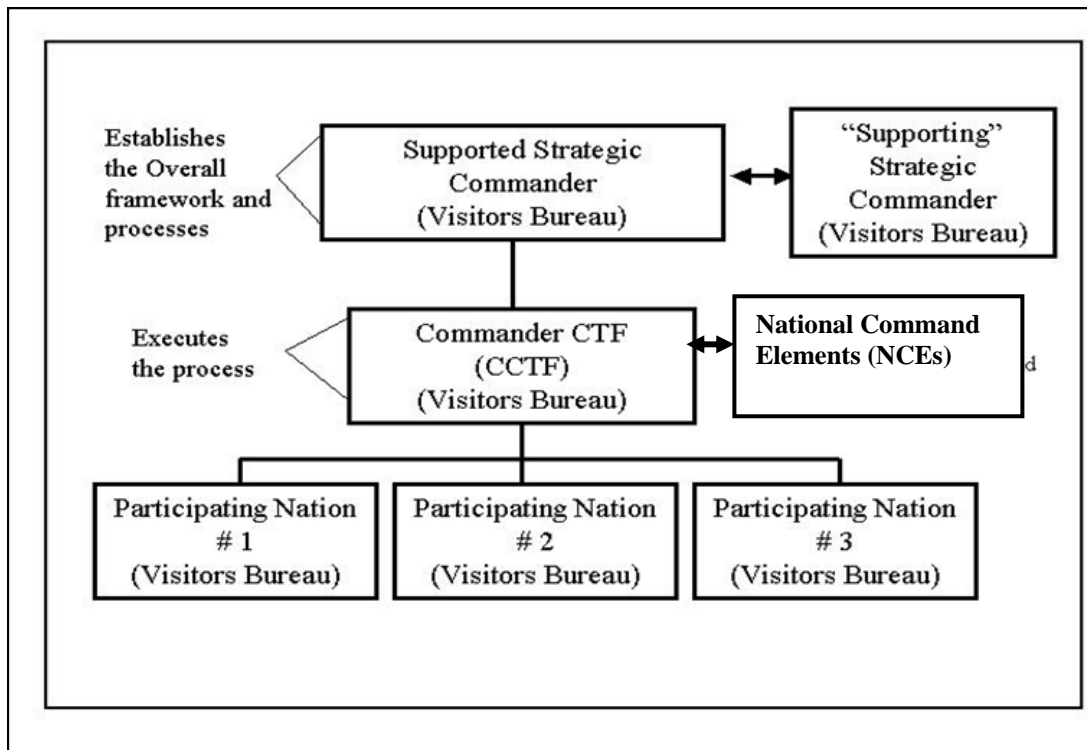 Establishes
the Overall
framework and
processes
Supported Strategic
Commander
(Visitors Bureau)
“Supporting”
Strategic
Commander
(Visitors Bureau)
Executes
the process
Commander CTF
(CCTF)
(Visitors Bureau)
National Command
Elements (NCEs)
d
Participating Nation
# 1
(Visitors Bureau)
Participating Nation
# 2
(Visitors Bureau)
Participating Nation
# 3
(Visitors Bureau)